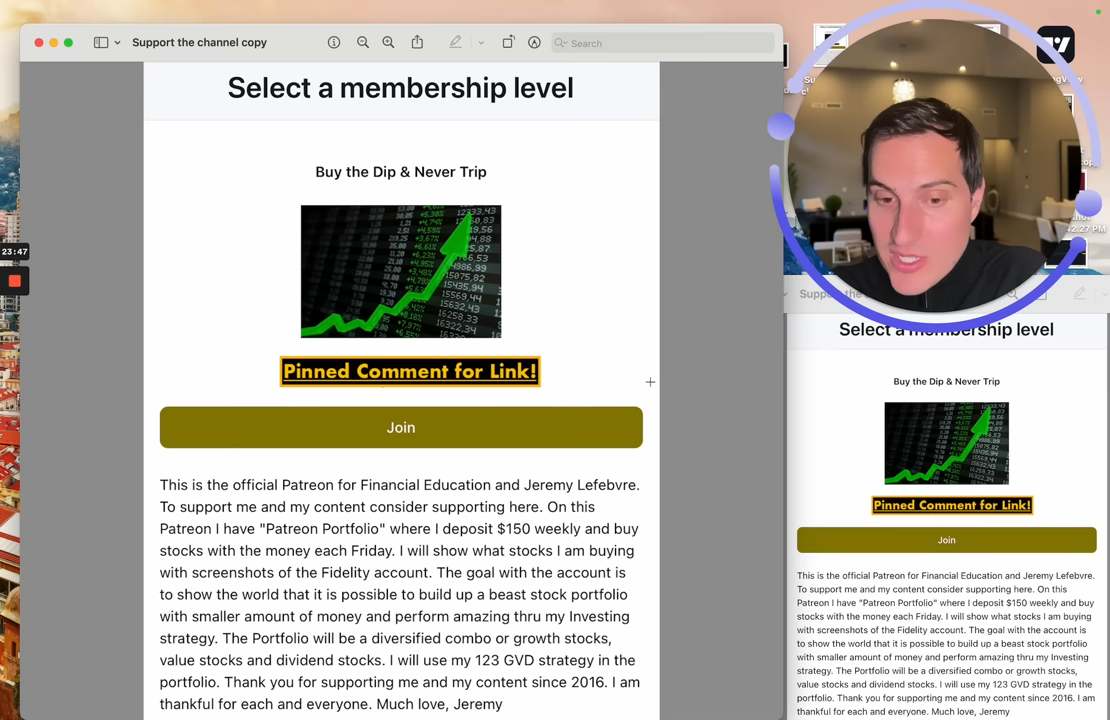 Support the channel copy
Search
23:47
Select a membership level
Buy the Dip & Never Trip
Pinned Comment for Link!
Join
This is the official Patreon for Financial Education and Jeremy Lefebvre.
To support me and my content consider supporting here. On this
Patreon I have "Patreon Portfolio" where I deposit $150 weekly and buy
stocks with the money each Friday. I will show what stocks I am buying
with screenshots of the Fidelity account. The goal with the account is
to show the world that it is possible to build up a beast stock portfolio
with smaller amount of money and perform amazing thru my Investing
strategy. The Portfolio will be a diversified combo or growth stocks,
value stocks and dividend stocks. I will use my 123 GVD strategy in the
portfolio. Thank you for supporting me and my content since 2016. I am
thankful for each and everyone. Much love, Jeremy
Select a membership level
Buy the Dip & Never Trip
Pinned Comment for Link!
Join
This is the official Patreon for Financial Education and Jeremy Lefebvre.
To support me and my content consider supporting here. On this
Patreon I have "Patreon Portfolio" where I deposit $150 weekly and buy
stocks with the money each Friday. I will show what stocks I am buying
with screenshots of the Fidelity account. The goal with the account is
to show the world that it is possible to build up a beast stock portfolio
with smaller amount of money and perform amazing thru my Investing
strategy. The Portfolio will be a diversified combo or growth stocks,
value stocks and dividend stocks. I will use my 123 GVD strategy in the
portfolio. Thank you for supporting me and my content since 2016. I am
thankful for each and everyone. Much love, Jeremy